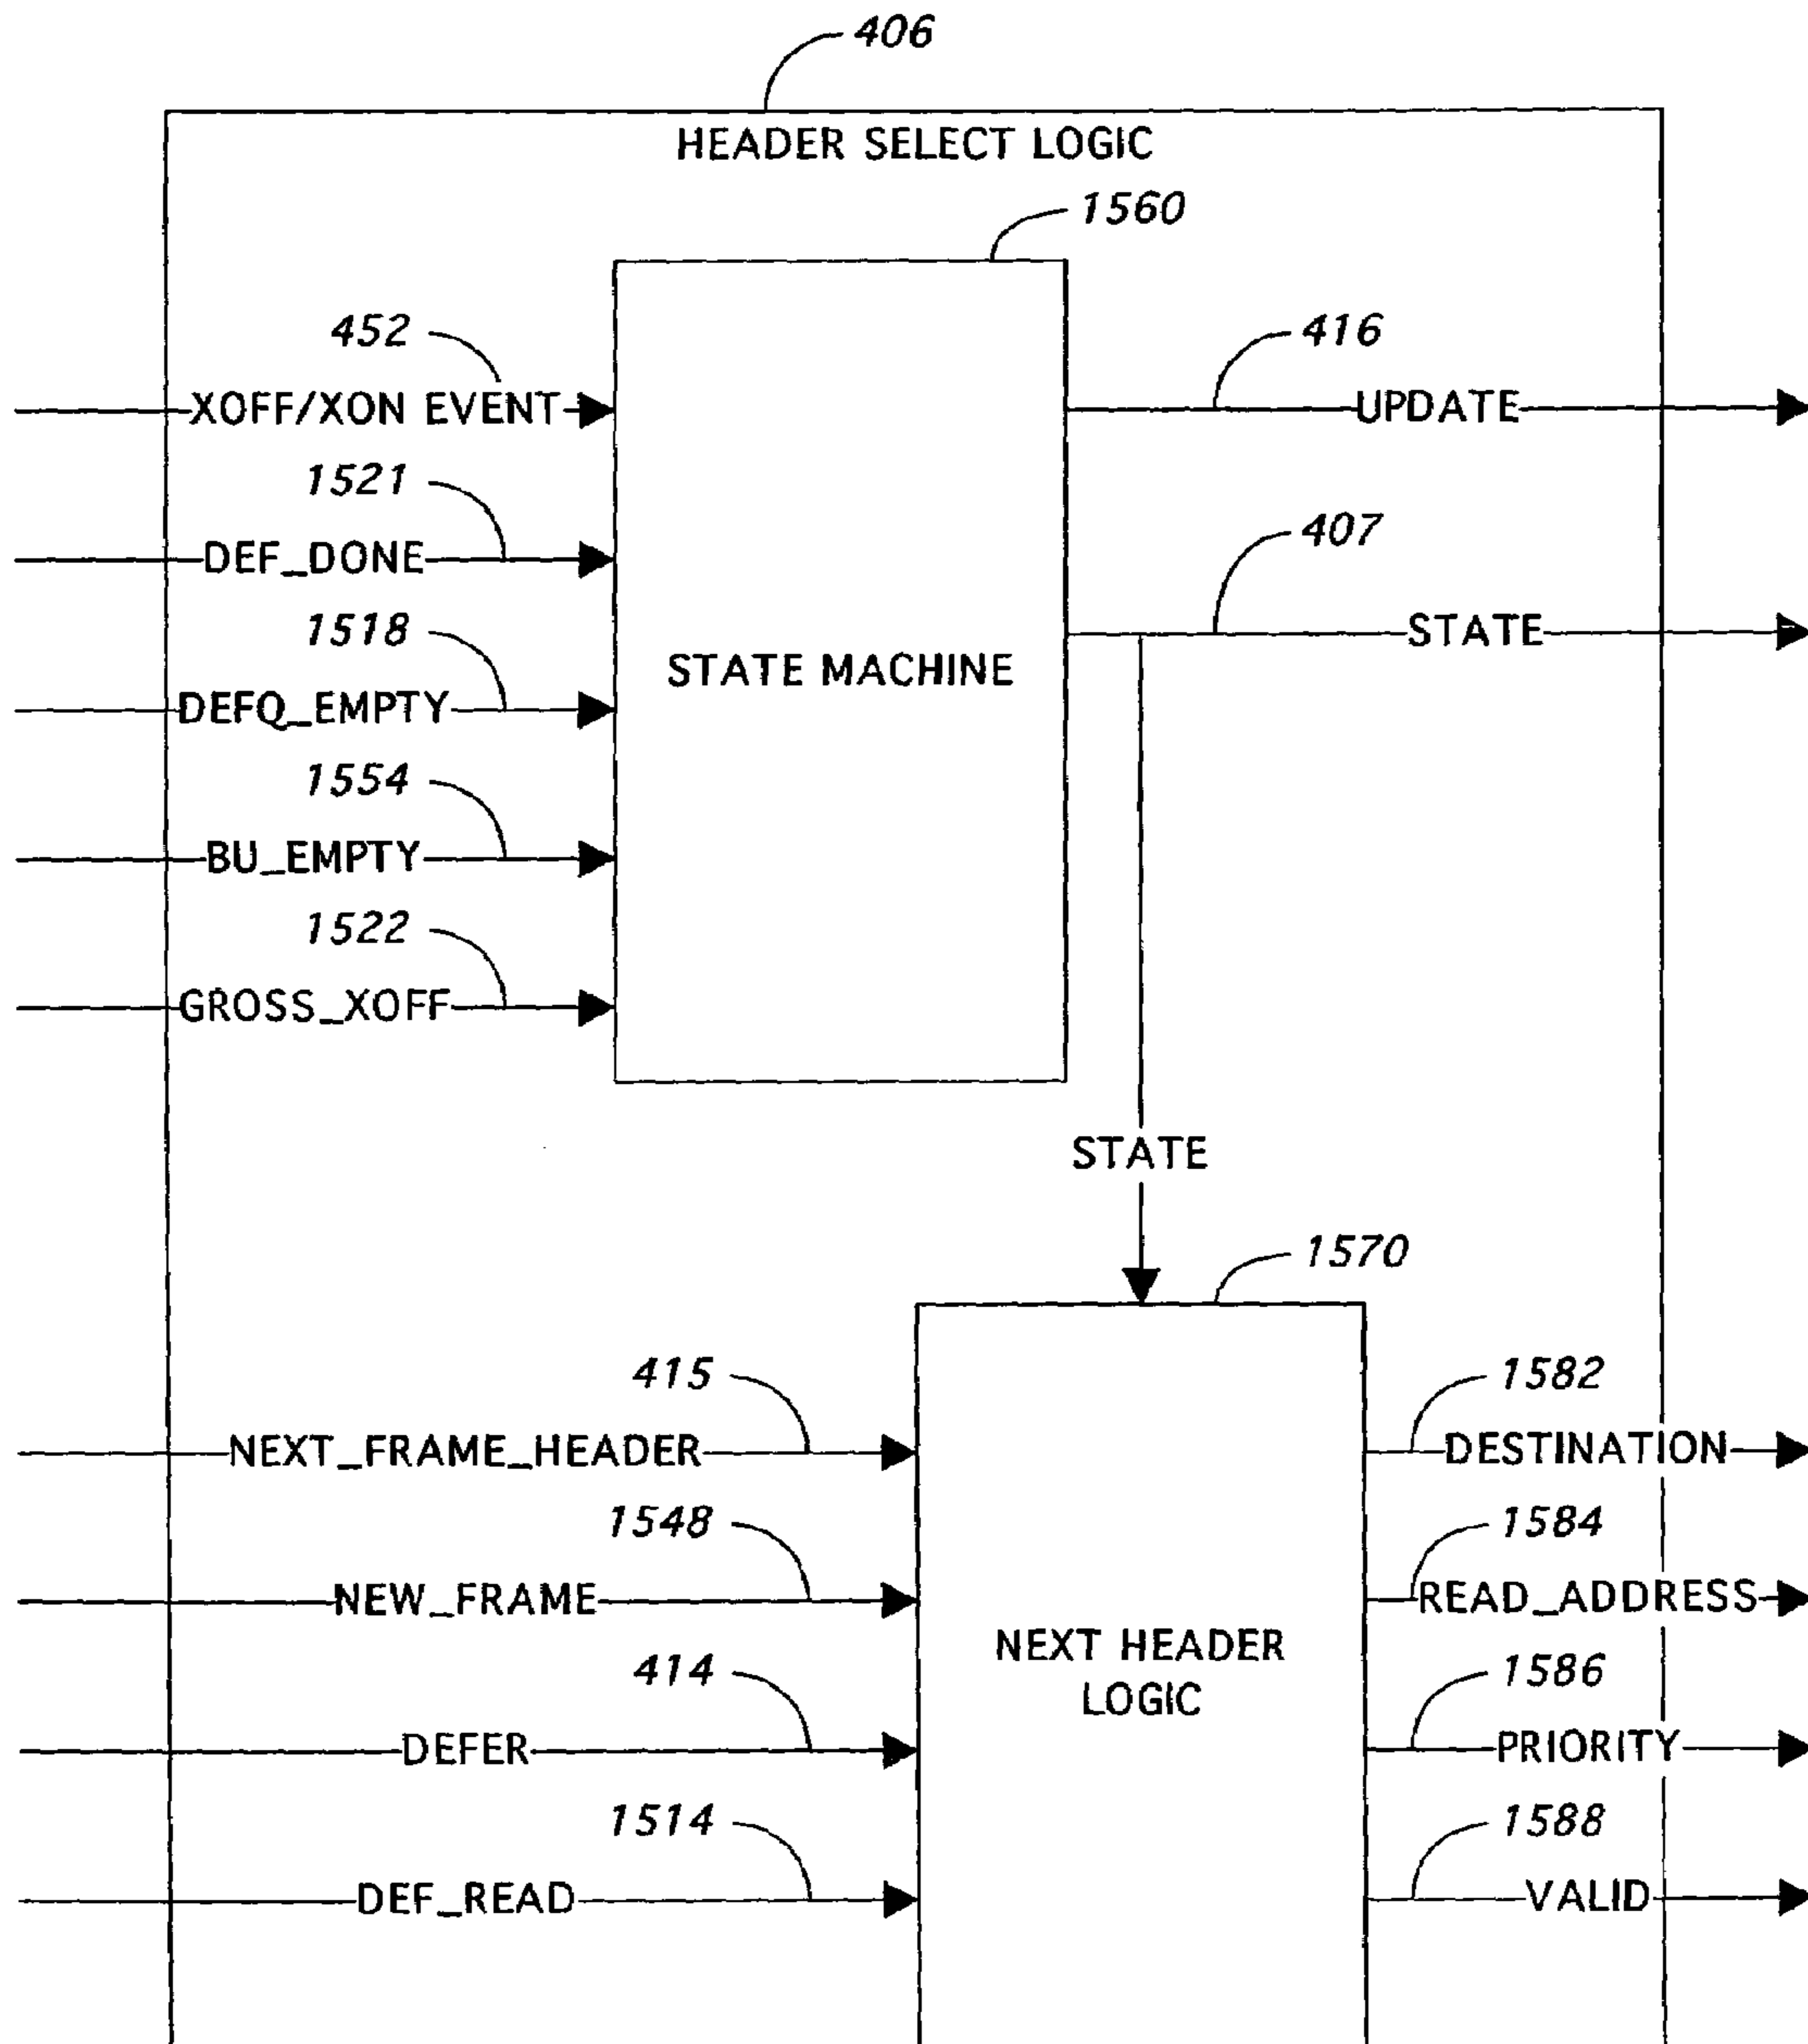 406
HEADER SELECT LOGIC
1560
452
416
XOFF/XON EVENT
UPDATE
1521
407
DEF_DONE
1518
STATE
STATE MACHINE
DEFQ_EMPTY
1554
BU_EMPTY
1522
GROSS_XOFF
STATE
1570
415
1582
NEXT_FRAME_HEADER
DESTINATION
1548
1584
NEW_FRAME
READ_ADDRESS
NEXT HEADER
LOGIC
414
1586
DEFER
PRIORITY
1514
1588
DEF_READ
VALID